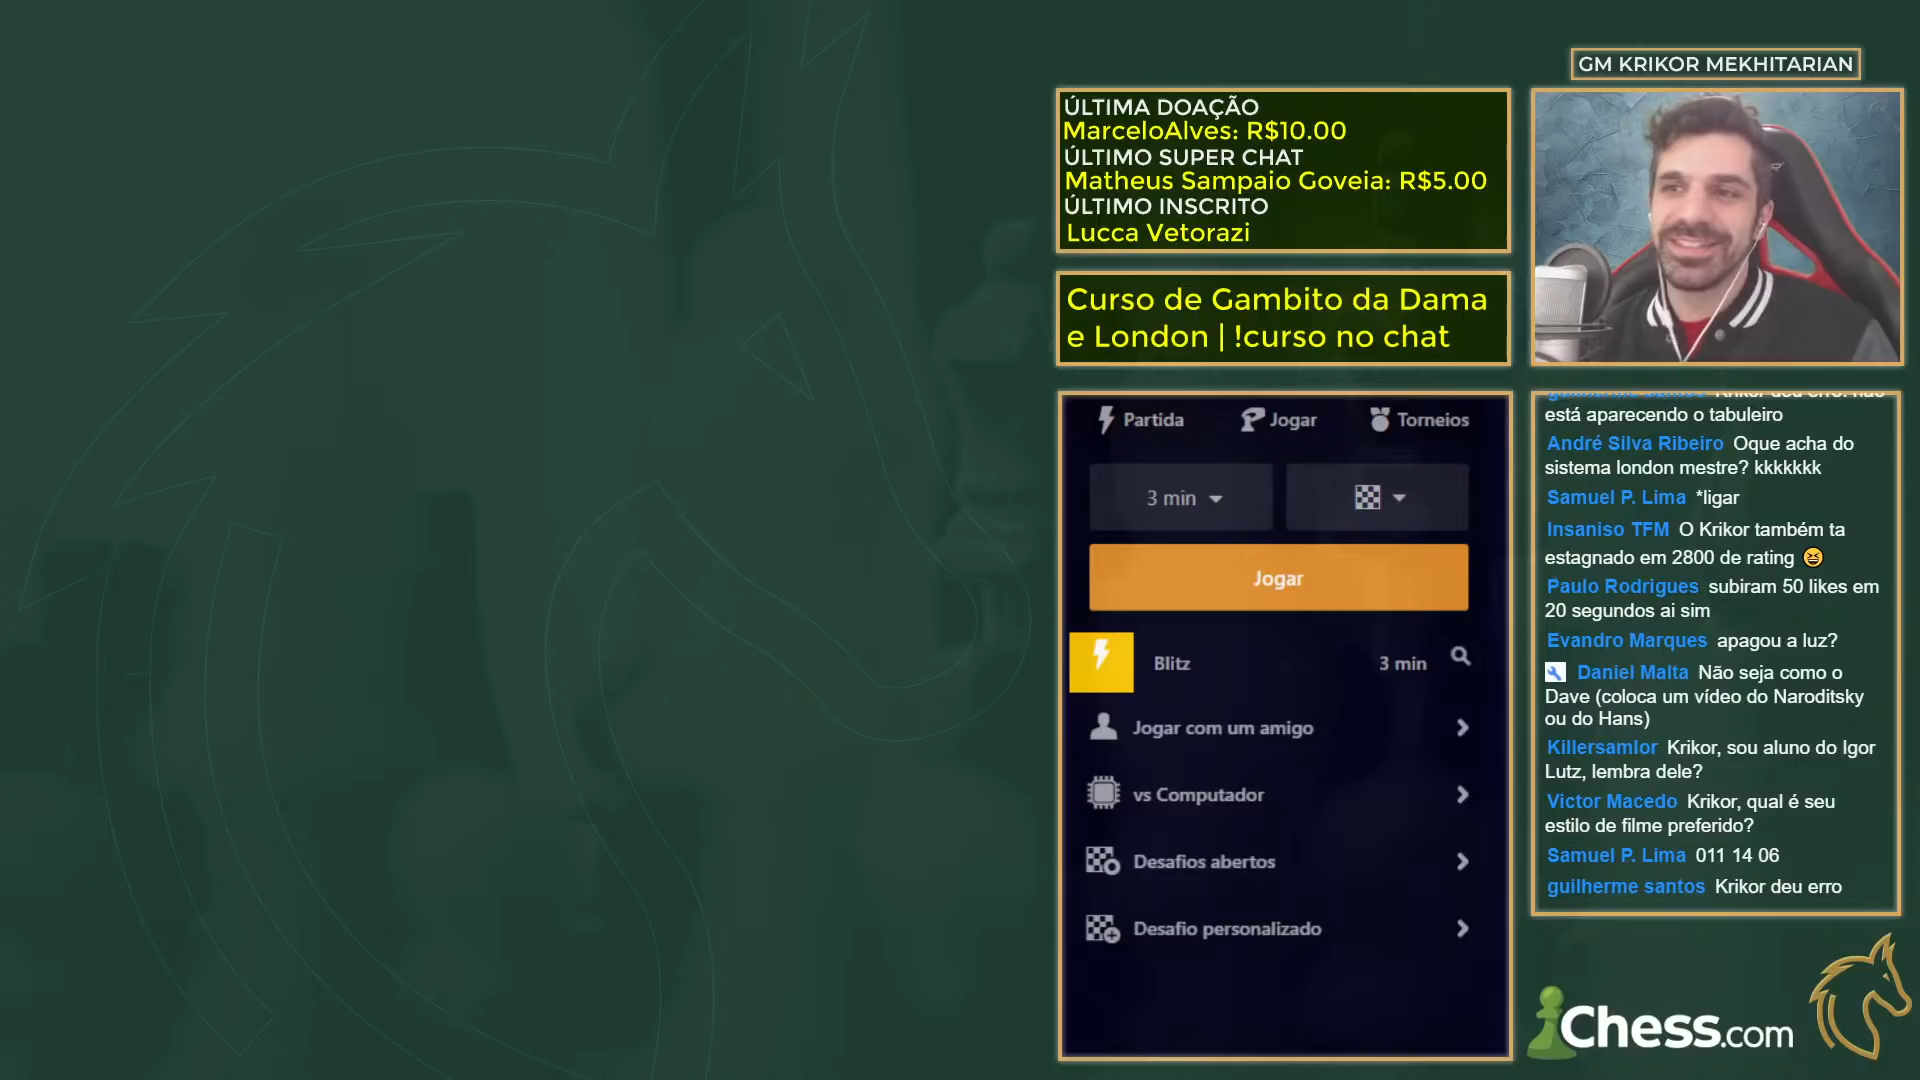 GM KRIKOR MEKHITARIAN
ÚLTIMA DOAÇÃO
MarceloAlves: R$10.00
ÚLTIMO SUPER CHAT
Matheus Sampaio Goveia: R$5.00
ÚLTIMO INSCRITO
Lucca Vetorazi
Curso de Gambito da Dama
e London | !curso no chat
Partida Jogar Torneios
3 min
Jogar
Blitz 3 min
Jogar com um amigo
vs Computador
Desafios abertos
Desafio personalizado
está aparecendo o tabuleiro
André Silva Ribeiro Oque acha do
sistema london mestre? kkkkkkk
Samuel P. Lima *ligar
Insaniso TFM O Krikor também ta
estagnado em 2800 de rating 😆
Paulo Rodrigues subiram 50 likes em
20 segundos ai sim
Evandro Marques apagou a luz?
Daniel Malta Não seja como o
Dave (coloca um vídeo do Naroditsky
ou do Hans)
Killersamlor Krikor, sou aluno do Igor
Lutz, lembra dele?
Victor Macedo Krikor, qual é seu
estilo de filme preferido?
Samuel P. Lima 011 14 06
guilherme santos Krikor deu erro
Chess.com